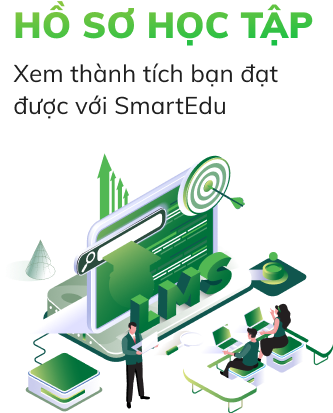 HỒ SƠ HỌC TẬP
Xem thành tích bạn đạt
được với SmartEdu
LMS